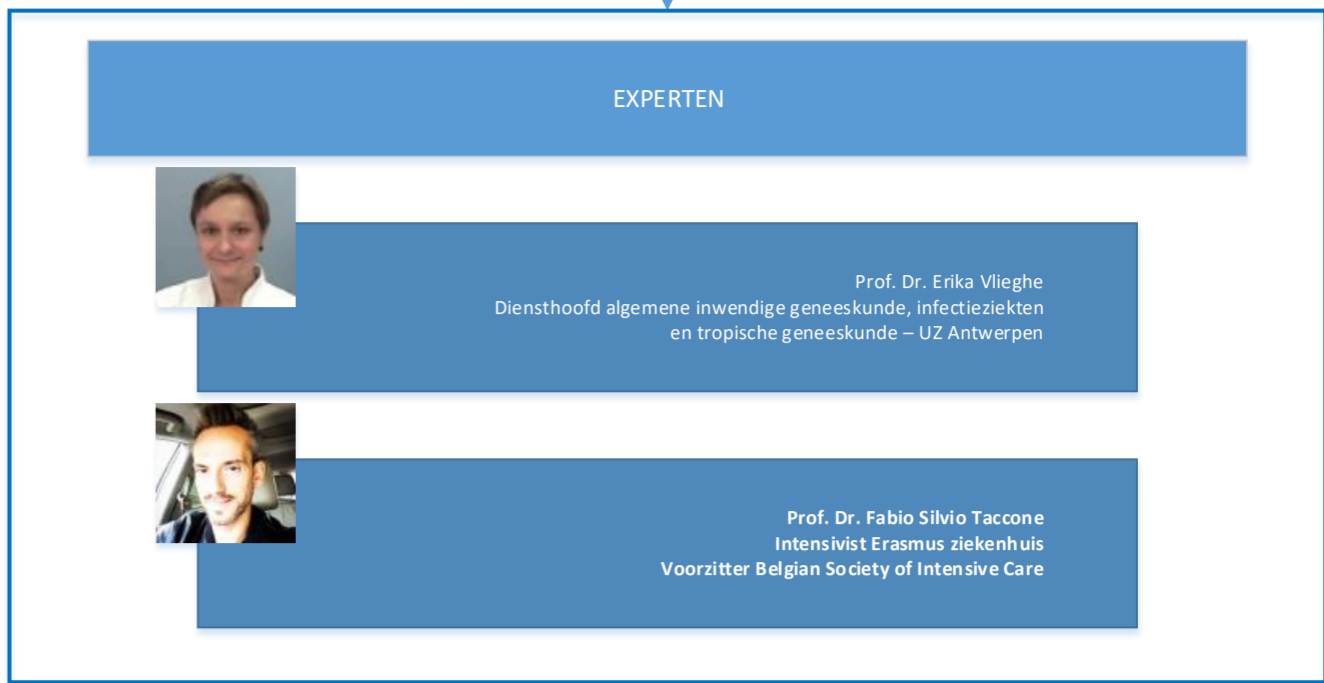 EXPERTEN
Prof. Dr. Erika Vlieghe
Diensthoofd algemene inwendige geneeskunde, infectieziekten
en tropische geneeskunde – UZ Antwerpen
Prof. Dr. Fabio Silvio Taccone
Intensivist Erasmus ziekenhuis
Voorzitter Belgian Society of Intensive Care